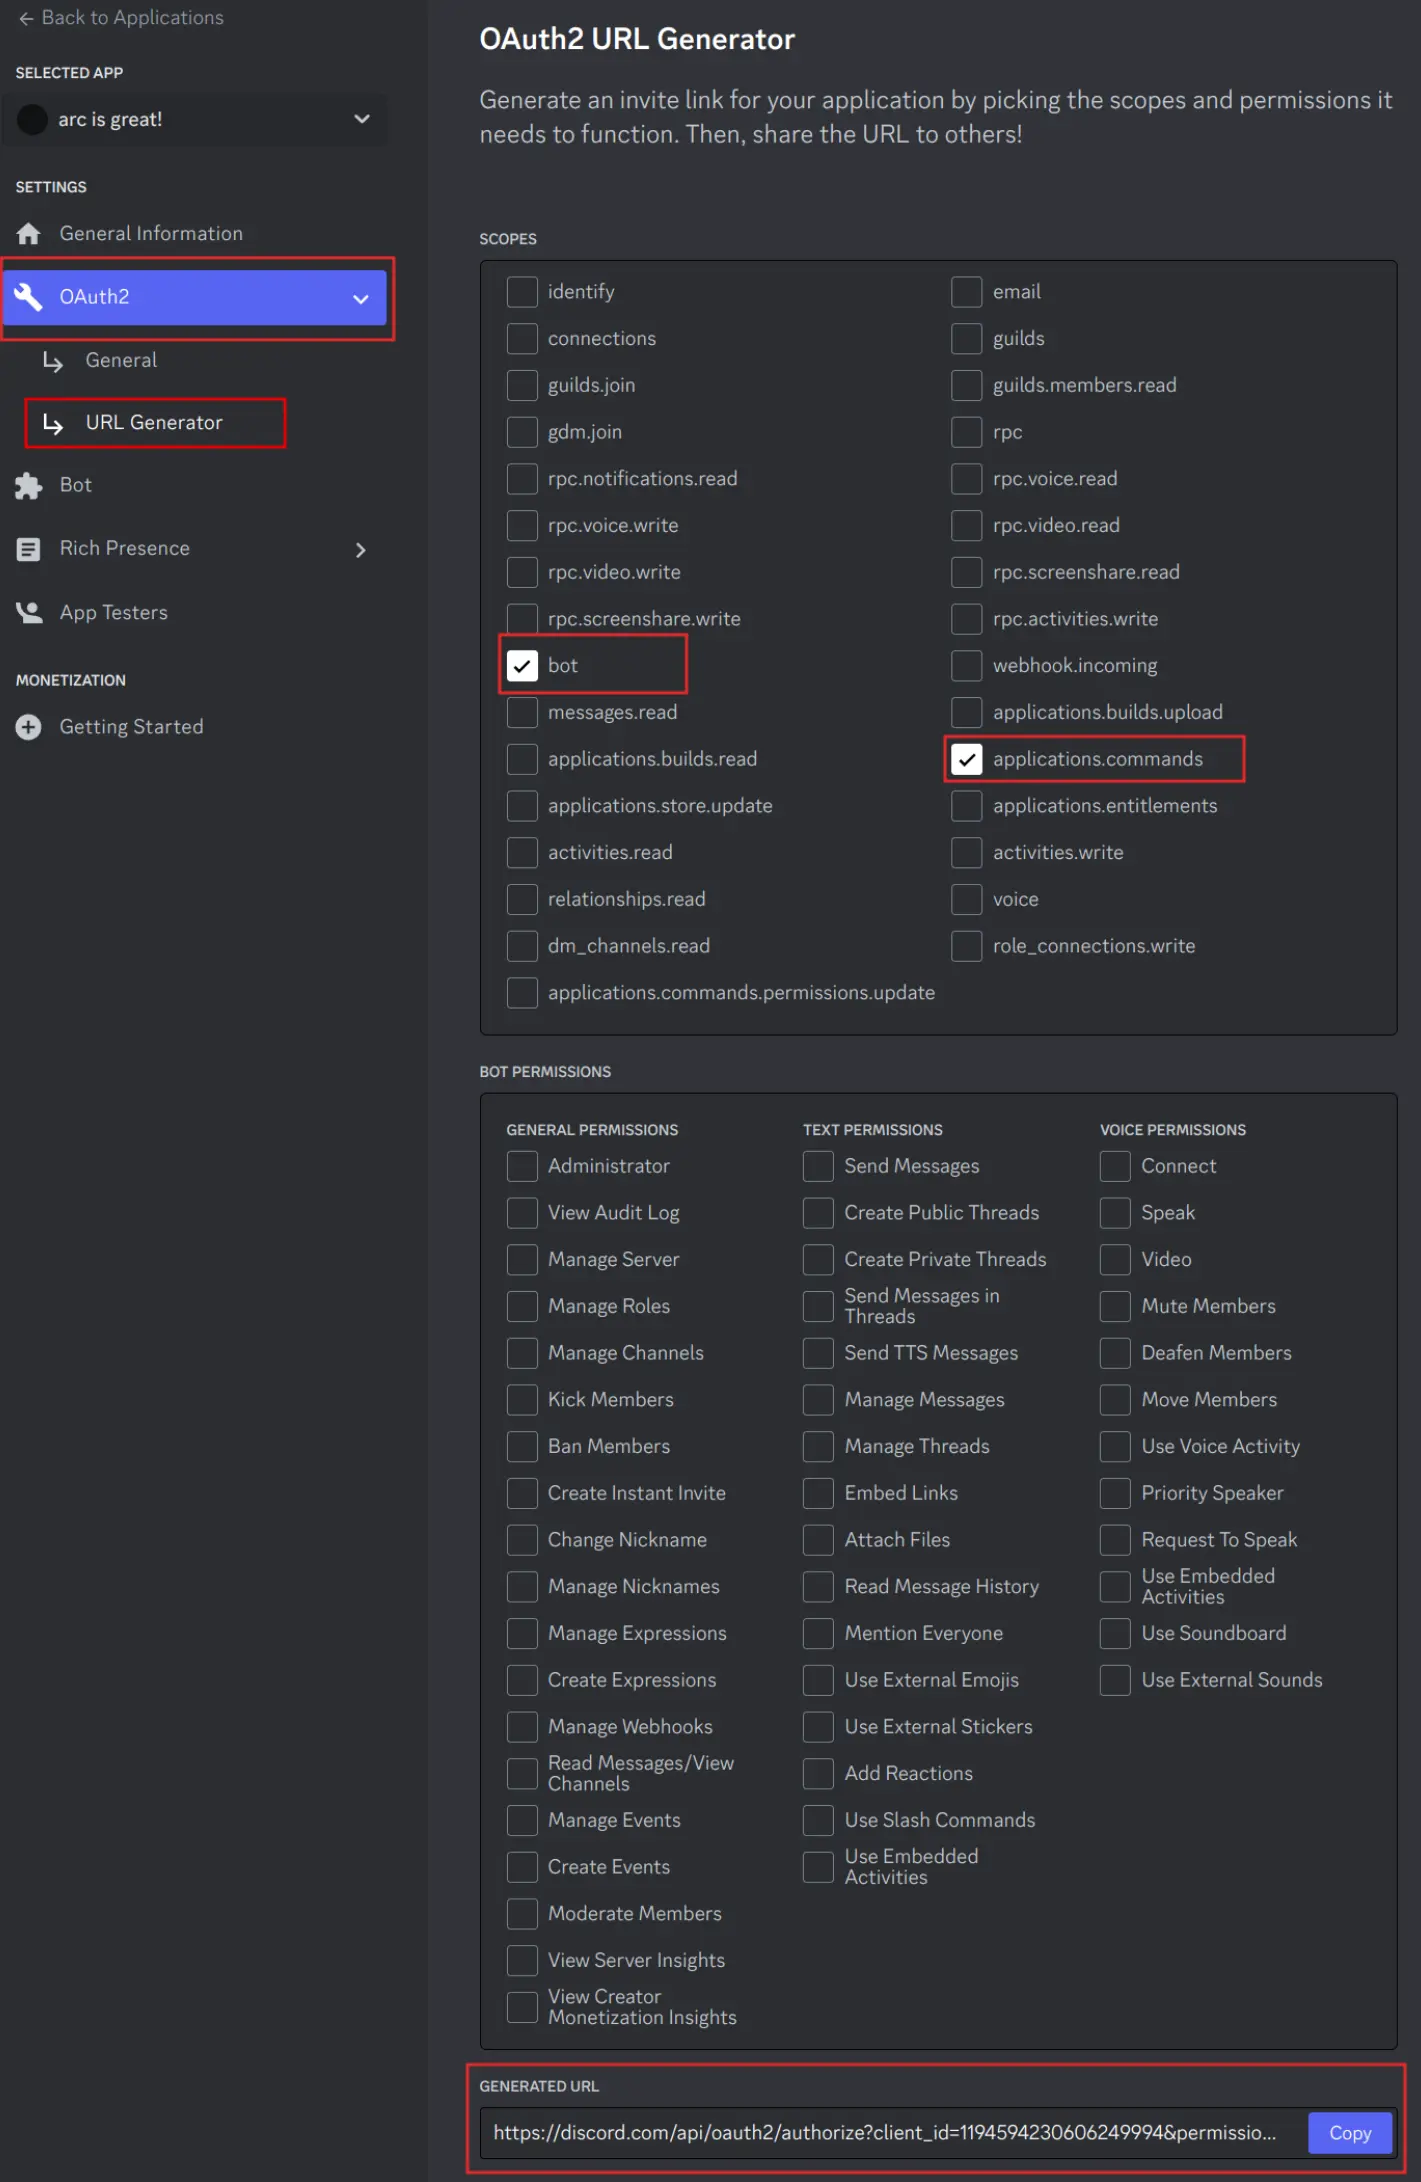 Back to Applications
SELECTED APP
arc is great!
SETTINGS
General Information
OAuth2
General
URL Generator
Bot
Rich Presence
App Testers
MONETIZATION
Getting Started
OAuth2 URL Generator
Generate an invite link for your application by picking the scopes and permissions it
needs to function. Then, share the URL to others!
SCOPES
identify
email
connections
guilds
guilds.join
guilds.members.read
gdm.join
rpc
rpc.notifications.read
rpc.voice.read
rpc.voice.write
rpc.video.read
rpc.video.write
rpc.screenshare.read
rpc.screenshare.write
rpc.activities.write
bot
webhook.incoming
messages.read
applications.builds.upload
applications.builds.read
applications.commands
applications.store.update
applications.entitlements
activities.read
activities.write
relationships.read
voice
dm_channels.read
role_connections.write
applications.commands.permissions.update
BOT PERMISSIONS
GENERAL PERMISSIONS
Administrator
View Audit Log
Manage Server
Manage Roles
Manage Channels
Kick Members
Ban Members
Create Instant Invite
Change Nickname
Manage Nicknames
Manage Expressions
Create Expressions
Manage Webhooks
Read Messages/View
Channels
Manage Events
Create Events
Moderate Members
View Server Insights
View Creator
Monetization Insights
TEXT PERMISSIONS
Send Messages
Create Public Threads
Create Private Threads
Send Messages in
Threads
Send TTS Messages
Manage Messages
Manage Threads
Embed Links
Attach Files
Read Message History
Mention Everyone
Use External Emojis
Use External Stickers
Add Reactions
Use Slash Commands
Use Embedded
Activities
VOICE PERMISSIONS
Connect
Speak
Video
Mute Members
Deafen Members
Move Members
Use Voice Activity
Priority Speaker
Request To Speak
Use Embedded
Activities
Use Soundboard
Use External Sounds
GENERATED URL
https://discord.com/api/oauth2/authorize?client_id=1194594230606249994&permissio...
Copy